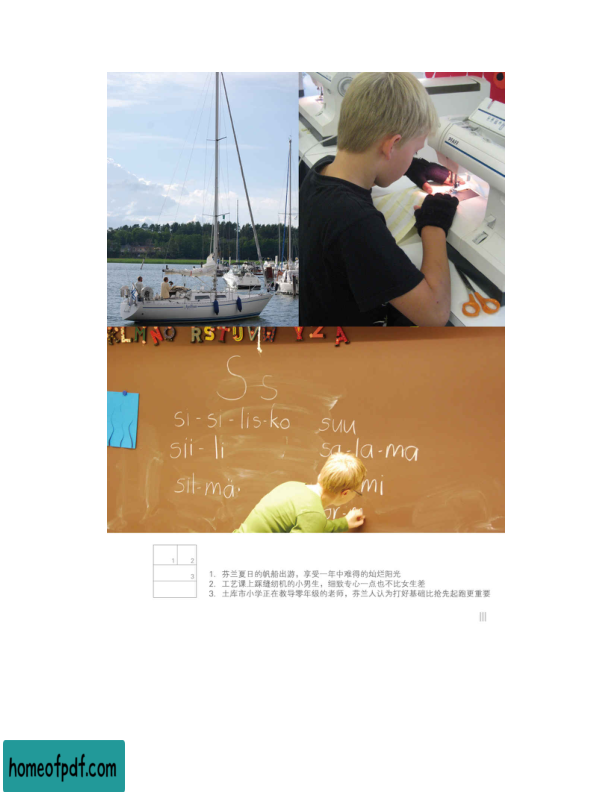 LMNO RSTUVW YZ Å
S s
si-si-lis-ko suu
sii-li sa-la-ma
sil-mä mi
1 2
3
1. 芬兰夏日的帆船出游，享受一年中难得的灿烂阳光
2. 工艺课上踩缝纫机的小男生，细致专心一点也不比女生差
3. 土库市小学正在教导零年级的老师，芬兰人认为打好基础比抢先起跑更重要
III
homeofpdf.com